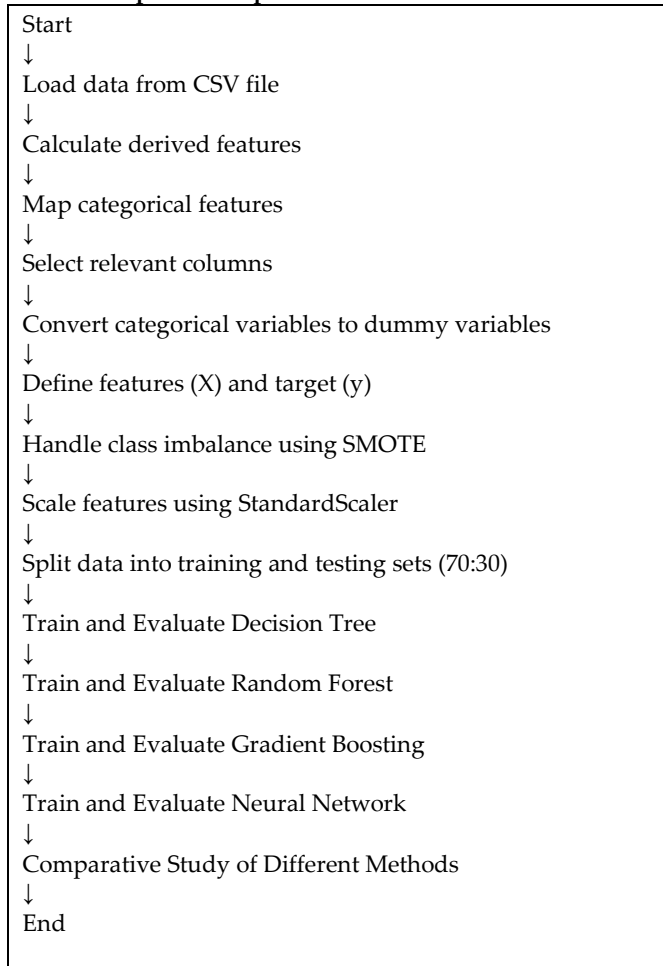 Start
↓
Load data from CSV file
↓
Calculate derived features
↓
Map categorical features
↓
Select relevant columns
↓
Convert categorical variables to dummy variables
↓
Define features (X) and target (y)
↓
Handle class imbalance using SMOTE
↓
Scale features using StandardScaler
↓
Split data into training and testing sets (70:30)
↓
Train and Evaluate Decision Tree
↓
Train and Evaluate Random Forest
↓
Train and Evaluate Gradient Boosting
↓
Train and Evaluate Neural Network
↓
Comparative Study of Different Methods
↓
End